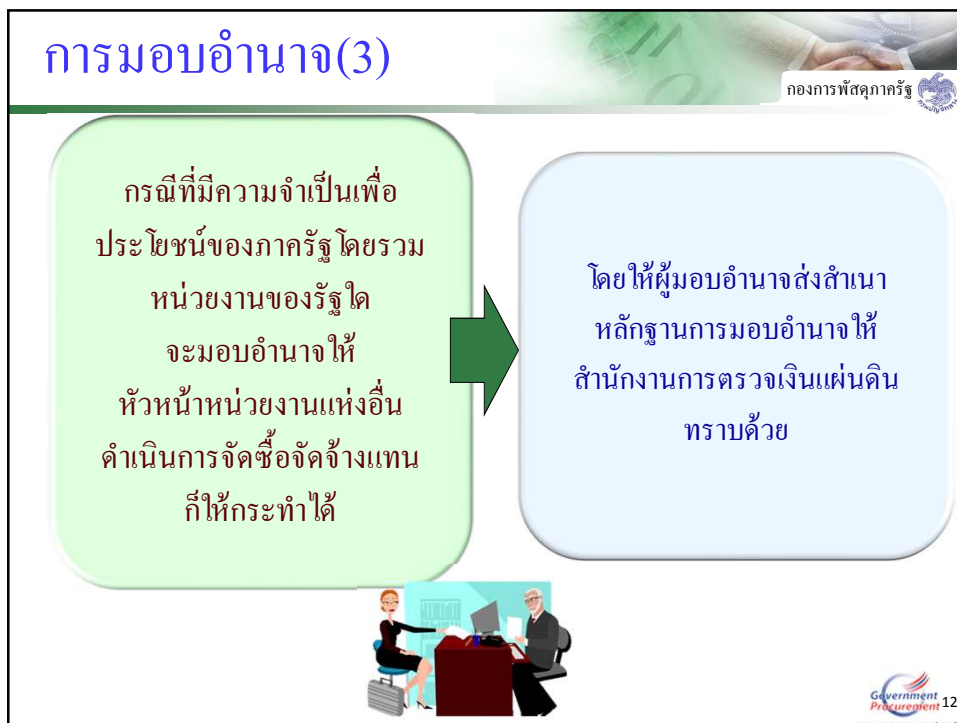 การมอบอำนาจ(3)
กองการพัสดุภาครัฐ
กรมบัญชีกลาง
กรณีที่มีความจำเป็นเพื่อ
ประโยชน์ของภาครัฐโดยรวม
หน่วยงานของรัฐใด
จะมอบอำนาจให้
หัวหน้าหน่วยงานแห่งอื่น
ดำเนินการจัดซื้อจัดจ้างแทน
ก็ให้กระทำได้
โดยให้ผู้มอบอำนาจส่งสำเนา
หลักฐานการมอบอำนาจให้
สำนักงานการตรวจเงินแผ่นดิน
ทราบด้วย
Government
Procurement
12